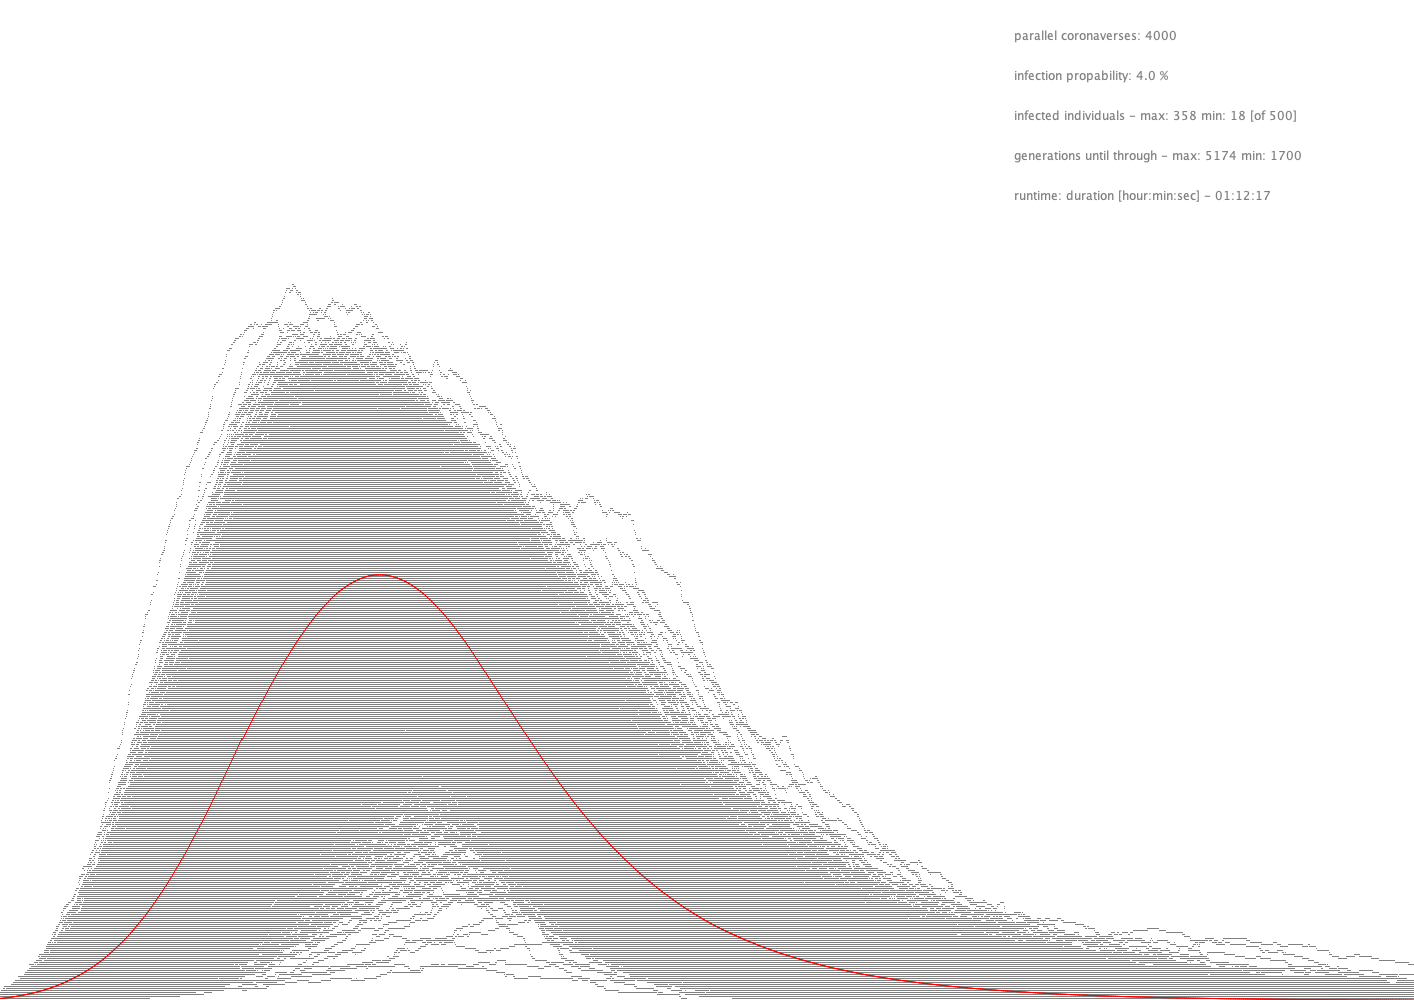 parallel coronaverses: 4000
infection propability: 4.0 %
infected individuals – max: 358 min: 18 [of 500]
generations until through – max: 5174 min: 1700
runtime: duration [hour:min:sec] – 01:12:17